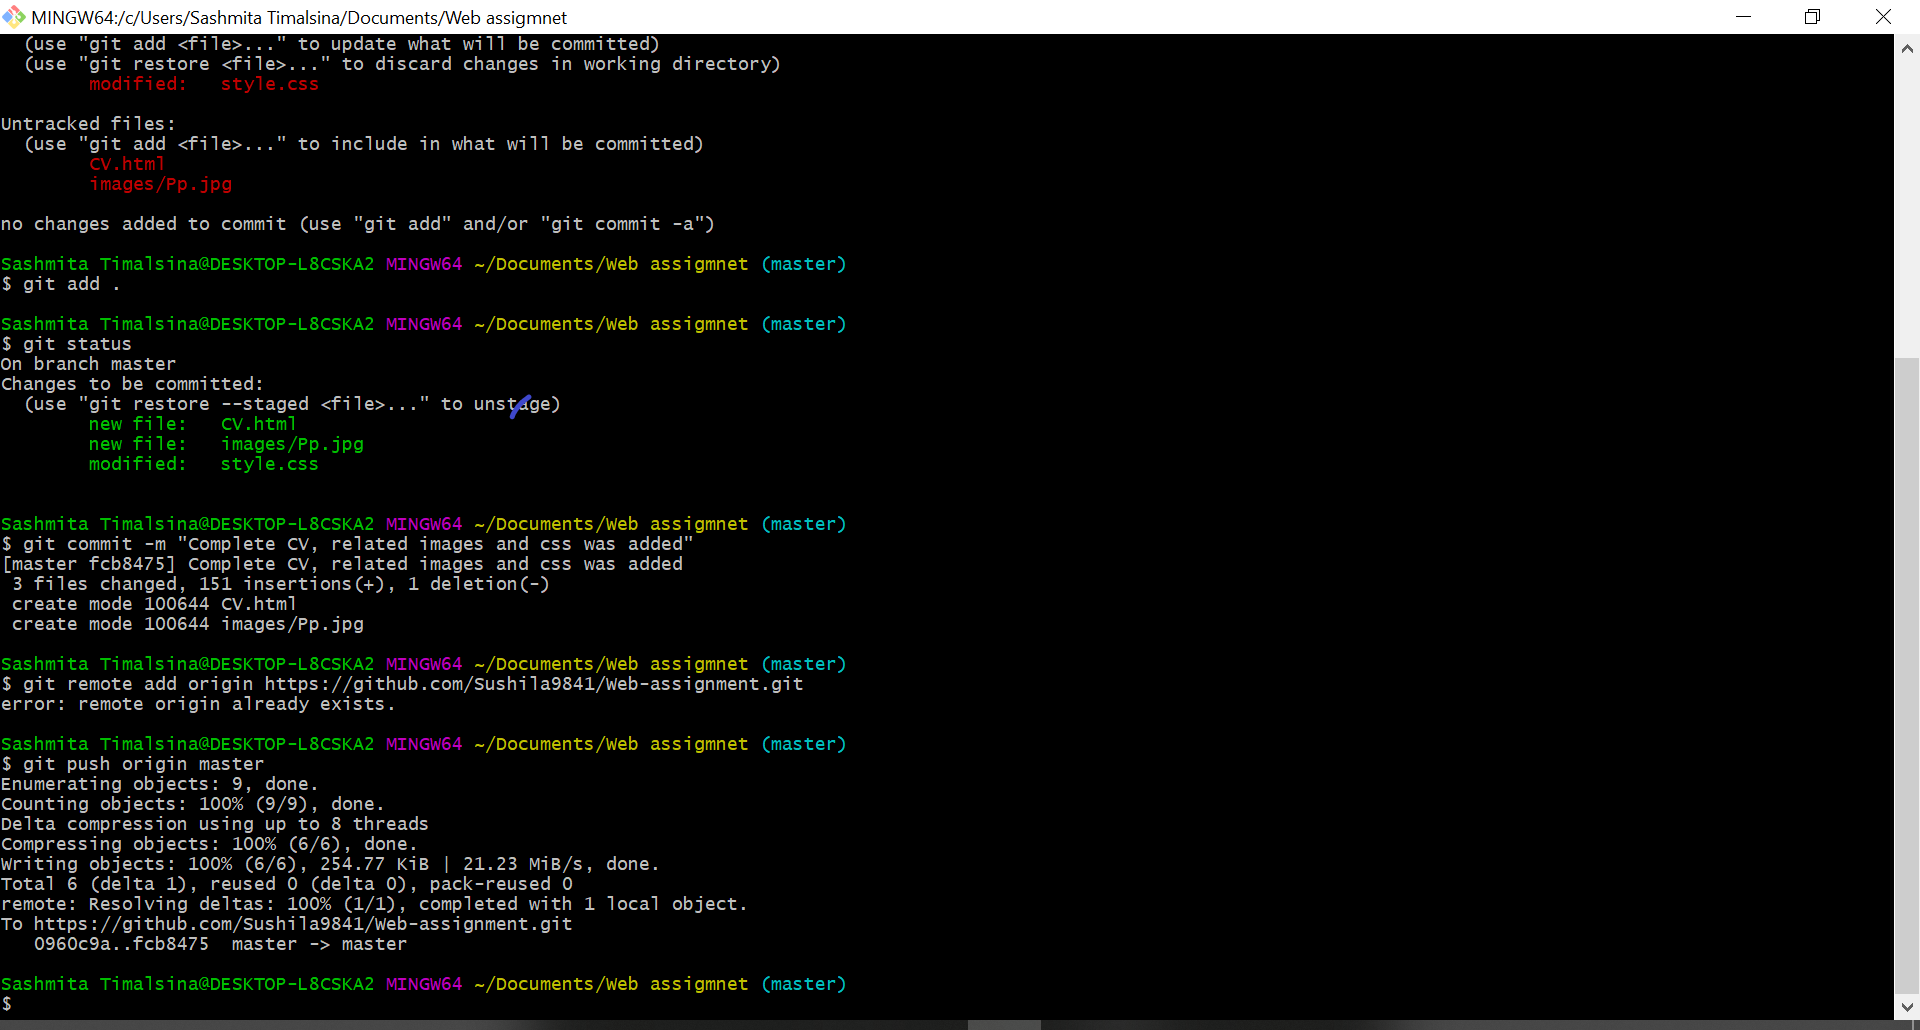 MINGW64:/c/Users/Sashmita Timalsina/Documents/Web assigmnet
(use "git add <file>..." to update what will be committed)
(use "git restore <file>..." to discard changes in working directory)
modified: style.css
Untracked files:
(use "git add <file>..." to include in what will be committed)
CV.html
images/Pp.jpg
no changes added to commit (use "git add" and/or "git commit -a")
Sashmita Timalsina@DESKTOP-L8CSKA2 MINGW64 ~/Documents/Web assigmnet (master)
$ git add .
Sashmita Timalsina@DESKTOP-L8CSKA2 MINGW64 ~/Documents/Web assigmnet (master)
$ git status
On branch master
Changes to be committed:
(use "git restore --staged <file>..." to unstage)
new file: CV.html
new file: images/Pp.jpg
modified: style.css
Sashmita Timalsina@DESKTOP-L8CSKA2 MINGW64 ~/Documents/Web assigmnet (master)
$ git commit -m "Complete CV, related images and css was added"
[master fcb8475] Complete CV, related images and css was added
3 files changed, 151 insertions(+), 1 deletion(-)
create mode 100644 CV.html
create mode 100644 images/Pp.jpg
Sashmita Timalsina@DESKTOP-L8CSKA2 MINGW64 ~/Documents/Web assigmnet (master)
$ git remote add origin https://github.com/Sushila9841/Web-assignment.git
error: remote origin already exists.
Sashmita Timalsina@DESKTOP-L8CSKA2 MINGW64 ~/Documents/Web assigmnet (master)
$ git push origin master
Enumerating objects: 9, done.
Counting objects: 100% (9/9), done.
Delta compression using up to 8 threads
Compressing objects: 100% (6/6), done.
Writing objects: 100% (6/6), 254.77 KiB | 21.23 MiB/s, done.
Total 6 (delta 1), reused 0 (delta 0), pack-reused 0
remote: Resolving deltas: 100% (1/1), completed with 1 local object.
To https://github.com/Sushila9841/Web-assignment.git
0960c9a..fcb8475 master -> master
Sashmita Timalsina@DESKTOP-L8CSKA2 MINGW64 ~/Documents/Web assigmnet (master)
$